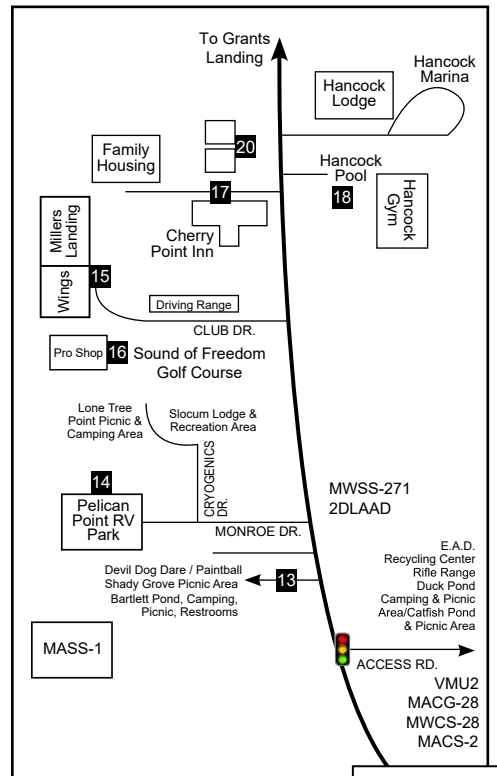 To Grants
Landing
Hancock
Marina
Hancock
Lodge
20
Family
Housing
Hancock
Pool
18
Hancock
Gym
17
Cherry
Point Inn
Millers
Landing
Wings
15
Driving Range
CLUB DR.
Pro Shop
16
Sound of Freedom
Golf Course
Lone Tree
Point Picnic &
Camping Area
Slocum Lodge &
Recreation Area
CRYOGENICS
DR.
14
Pelican
Point RV
Park
MONROE DR.
MWSS-271
2DLAAD
Devil Dog Dare / Paintball
Shady Grove Picnic Area
Bartlett Pond, Camping,
Picnic, Restrooms
13
E.A.D.
Recycling Center
Rifle Range
Duck Pond
Camping & Picnic
Area/Catfish Pond
& Picnic Area
MASS-1
ACCESS RD.
VMU2
MACG-28
MWCS-28
MACS-2